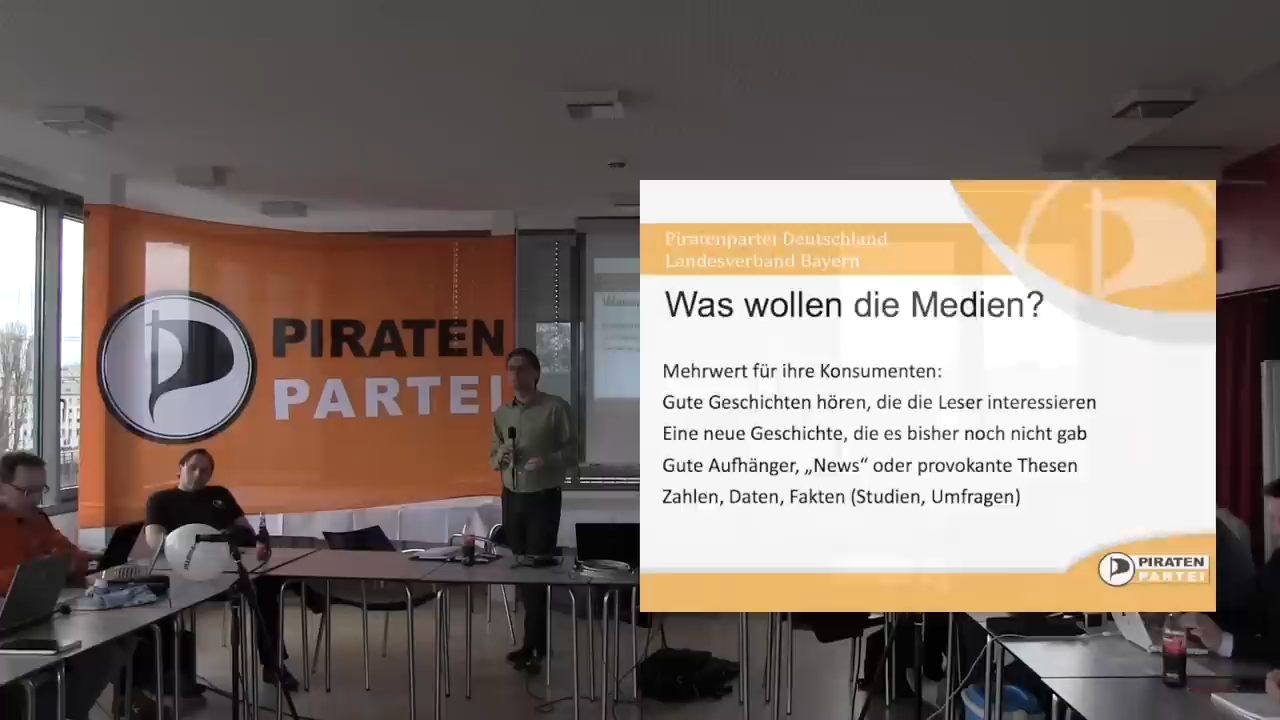 PIRATEN
PARTEI
Piratenpartei Deutschland
Landesverband Bayern
Was wollen die Medien?
Mehrwert für ihre Konsumenten:
Gute Geschichten hören, die die Leser interessieren
Eine neue Geschichte, die es bisher noch nicht gab
Gute Aufhänger, „News“ oder provokante Thesen
Zahlen, Daten, Fakten (Studien, Umfragen)
PIRATEN
PARTEI